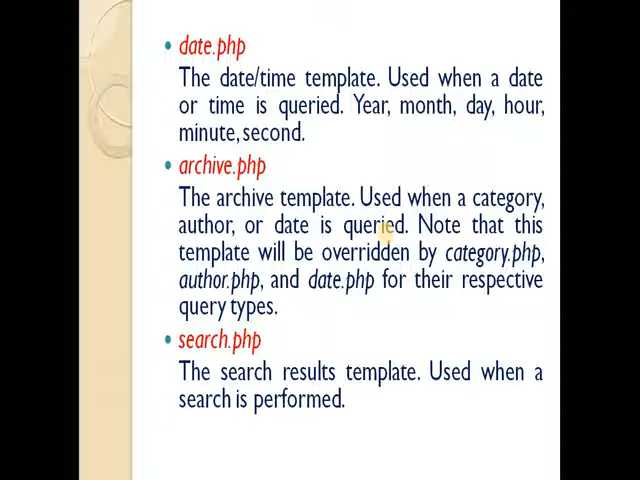 date.php
The date/time template. Used when a date
or time is queried. Year, month, day, hour,
minute, second.
archive.php
The archive template. Used when a category,
author, or date is queried. Note that this
template will be overridden by category.php,
author.php, and date.php for their respective
query types.
search.php
The search results template. Used when a
search is performed.